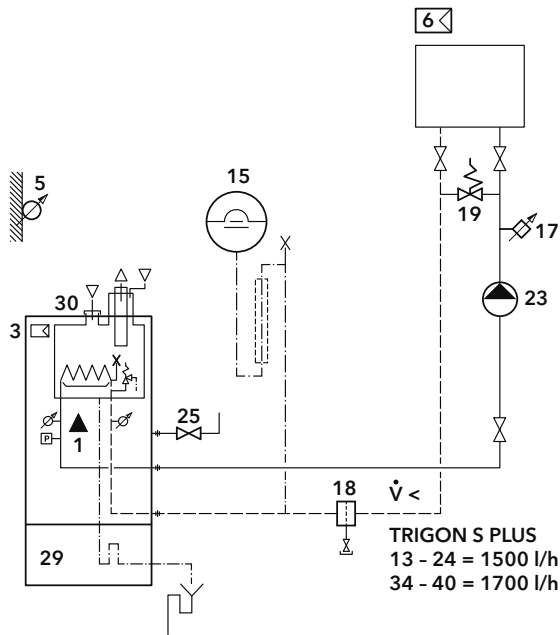 6
5
15
19
17
30
3
23
25
P
1
18
V̇ <
29
TRIGON S PLUS
13 - 24 = 1500 l/h
34 - 40 = 1700 l/h